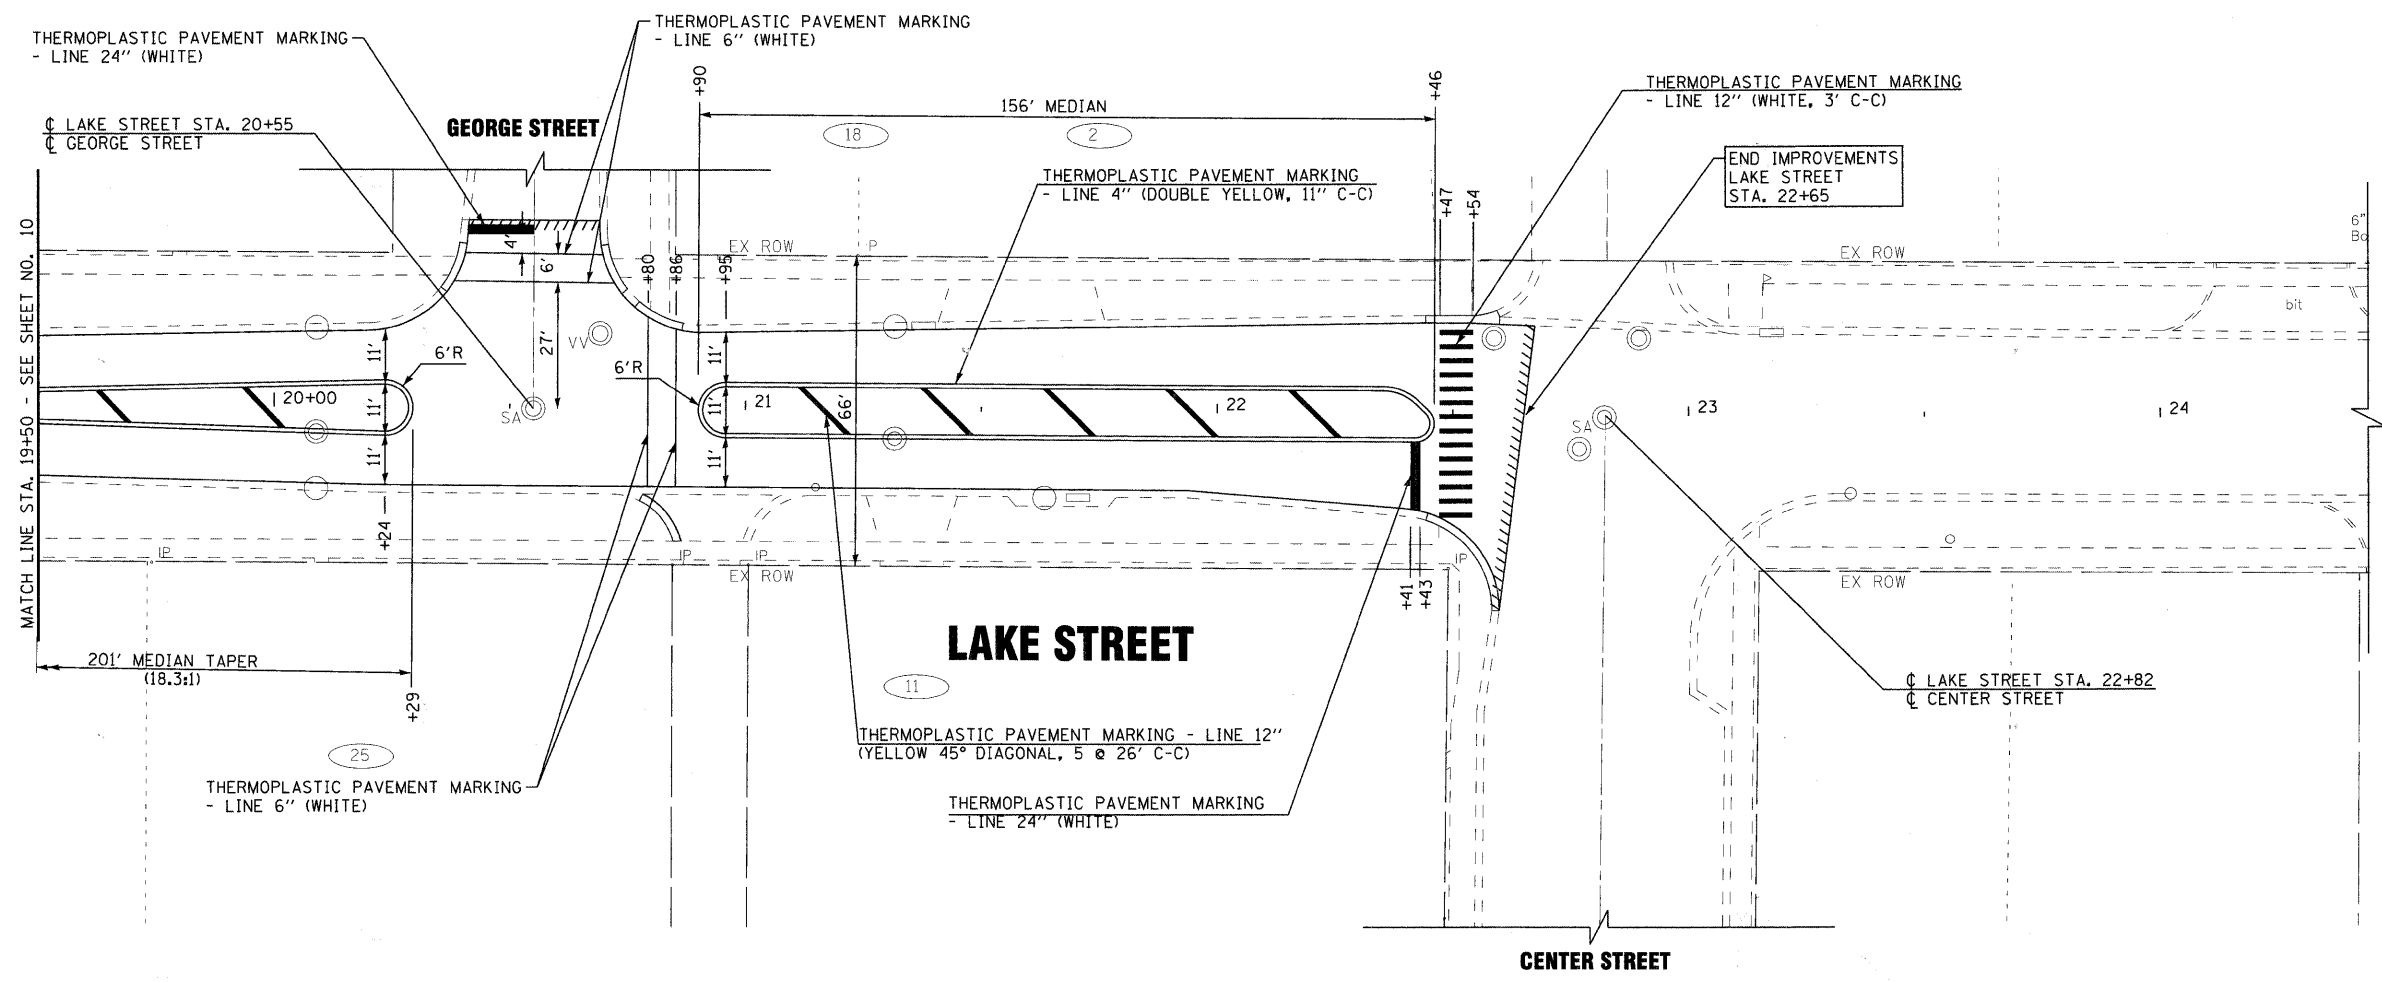 THERMOPLASTIC PAVEMENT MARKING
- LINE 24" (WHITE)
THERMOPLASTIC PAVEMENT MARKING
- LINE 6" (WHITE)
℄ LAKE STREET STA. 20+55
℄ GEORGE STREET
GEORGE STREET
+90
156' MEDIAN
+46
18
2
THERMOPLASTIC PAVEMENT MARKING
- LINE 12" (WHITE, 3' C-C)
END IMPROVEMENTS
LAKE STREET
STA. 22+65
THERMOPLASTIC PAVEMENT MARKING
- LINE 4" (DOUBLE YELLOW, 11" C-C)
+47
+54
MATCH LINE STA. 19+50 - SEE SHEET NO. 10
4'
6'
27'
+80
+86
+95
EX ROW
P
EX ROW
6"
Bo
bit
VV
11'
6'R
6'R
11'
20+00
11'
SA
11'
21
66'
22
23
24
SA
11'
11'
+24
IP
IP
IP
EX ROW
IP
EX ROW
+41
+43
LAKE STREET
201' MEDIAN TAPER
(18.3:1)
+29
11
℄ LAKE STREET STA. 22+82
℄ CENTER STREET
25
THERMOPLASTIC PAVEMENT MARKING - LINE 12"
(YELLOW 45° DIAGONAL, 5 @ 26' C-C)
THERMOPLASTIC PAVEMENT MARKING
- LINE 6" (WHITE)
THERMOPLASTIC PAVEMENT MARKING
- LINE 24" (WHITE)
CENTER STREET